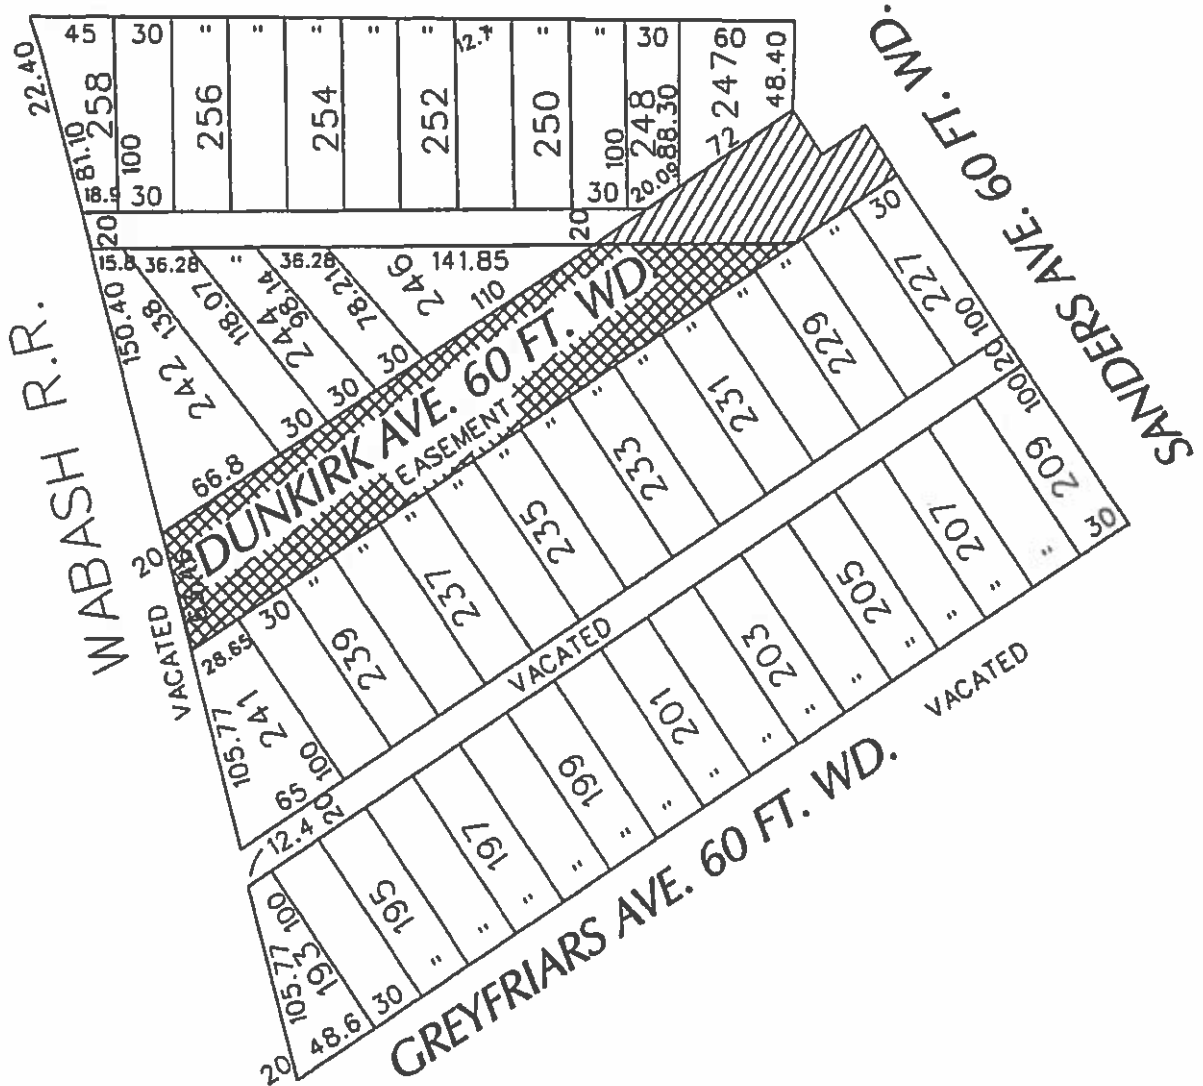 45 30 " " " " " 12.7 " " 30 60
22.40 81.10 258 100 256 254 252 250 100 248 88.30 247 48.40
18.9 30 30 20.09 72
20 20
15.8 36.28 " 36.28 141.85
150.40 242 138 118.07 244 98.14 78.21 246 110
66.8 30 30 30 30
WABASH R.R.
DUNKIRK AVE. 60 FT. WD.
EASEMENT
20
VACATED
SANDERS AVE. 60 FT. WD.
28.65 30 " " " " " " " " " " " " 30
105.77 241 239 237 235 233 231 229 227
65 100 100
12.4 20 VACATED 20
105.77 193 100 195 197 199 201 203 205 207 209 100
20 48.6 30 " " " " " " " " " " " " " " 30
GREYFRIARS AVE. 60 FT. WD.
VACATED